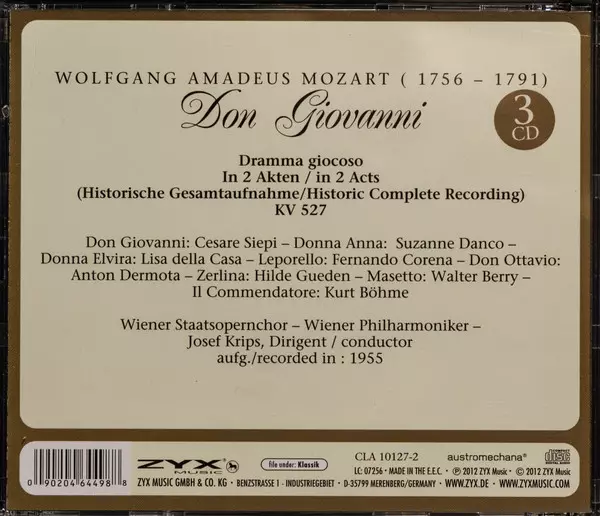 WOLFGANG AMADEUS MOZART ( 1756 – 1791)
Don Giovanni
3
CD
Dramma giocoso
In 2 Akten / in 2 Acts
(Historische Gesamtaufnahme/Historic Complete Recording)
KV 527
Don Giovanni: Cesare Siepi – Donna Anna: Suzanne Danco –
Donna Elvira: Lisa della Casa – Leporello: Fernando Corena – Don Ottavio:
Anton Dermota – Zerlina: Hilde Gueden – Masetto: Walter Berry –
Il Commendatore: Kurt Böhme
Wiener Staatsopernchor – Wiener Philharmoniker –
Josef Krips, Dirigent / conductor
aufg./recorded in : 1955
0 90204 64498 8
ZYX
MUSIC
file under: Klassik
CLA 10127-2
austromechana®
COMPACT
disc
DIGITAL AUDIO
LC: 07256 • MADE IN THE E.E.C. • ℗ 2012 ZYX Music • © 2012 ZYX Music
ZYX MUSIC GMBH & CO. KG • BENZSTRASSE 1 - INDUSTRIEGEBIET • D-35799 MERENBERG/GERMANY • WWW.ZYX.DE • WWW.ZYXMUSIC.COM